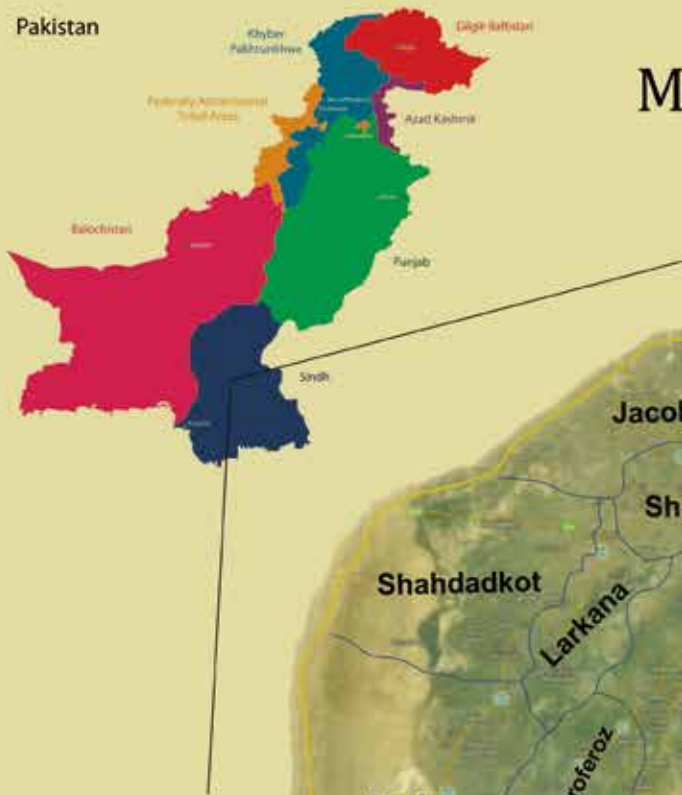 Pakistan
Khyber
Pakhtunkhwa
Gilgit-Baltistan
M
Federally Administered
Tribal Areas
Azad Kashmir
Balochistan
Punjab
Sindh
Jacol
Sh
Shahdadkot
Larkana
roferoz